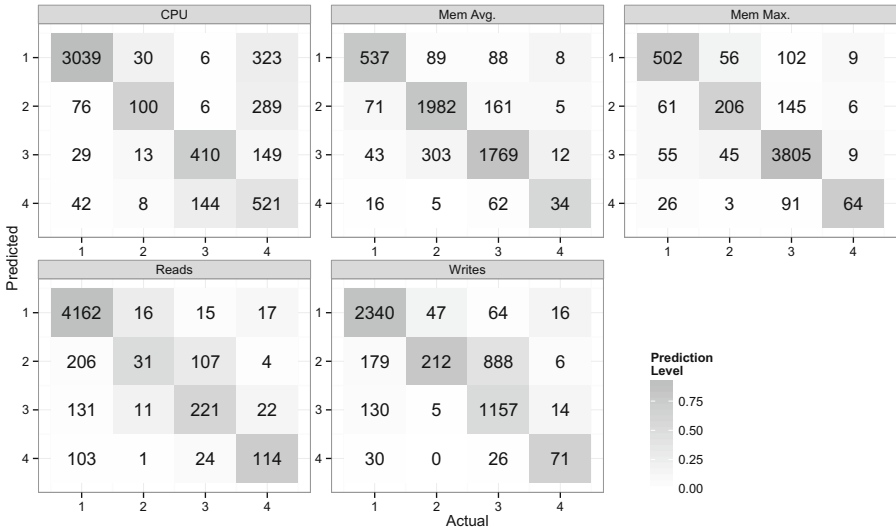 CPU Mem Avg. Mem Max.
1 3039 30 6 323 1 537 89 88 8 1 502 56 102 9
2 76 100 6 289 2 71 1982 161 5 2 61 206 145 6
3 29 13 410 149 3 43 303 1769 12 3 55 45 3805 9
4 42 8 144 521 4 16 5 62 34 4 26 3 91 64
1 2 3 4 1 2 3 4 1 2 3 4
Predicted
Reads Writes
1 4162 16 15 17 1 2340 47 64 16
2 206 31 107 4 2 179 212 888 6
3 131 11 221 22 3 130 5 1157 14
4 103 1 24 114 4 30 0 26 71
1 2 3 4 1 2 3 4
Actual
Prediction
Level
0.75
0.50
0.25
0.00